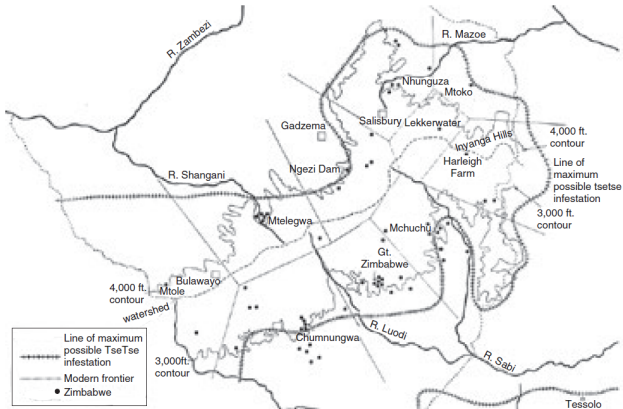 R. Zambezi
R. Mazoe
Nhunguza
Mtoko
Salisbury
Lekkerwater
Gadzema
Inyanga Hills
4,000 ft.
contour
Harleigh
Farm
Line of
maximum
possible tsetse
infestation
Ngezi Dam
R. Shangani
3,000 ft.
contour
Mtelegwa
Mchuchu
Gt.
Zimbabwe
Bulawayo
4,000 ft.
contour
Mtole
watershed
R. Luodi
Chumnungwa
Line of maximum
possible TseTse
infestation
Modern frontier
Zimbabwe
3,000ft.
contour
R. Sabi
Tessolo